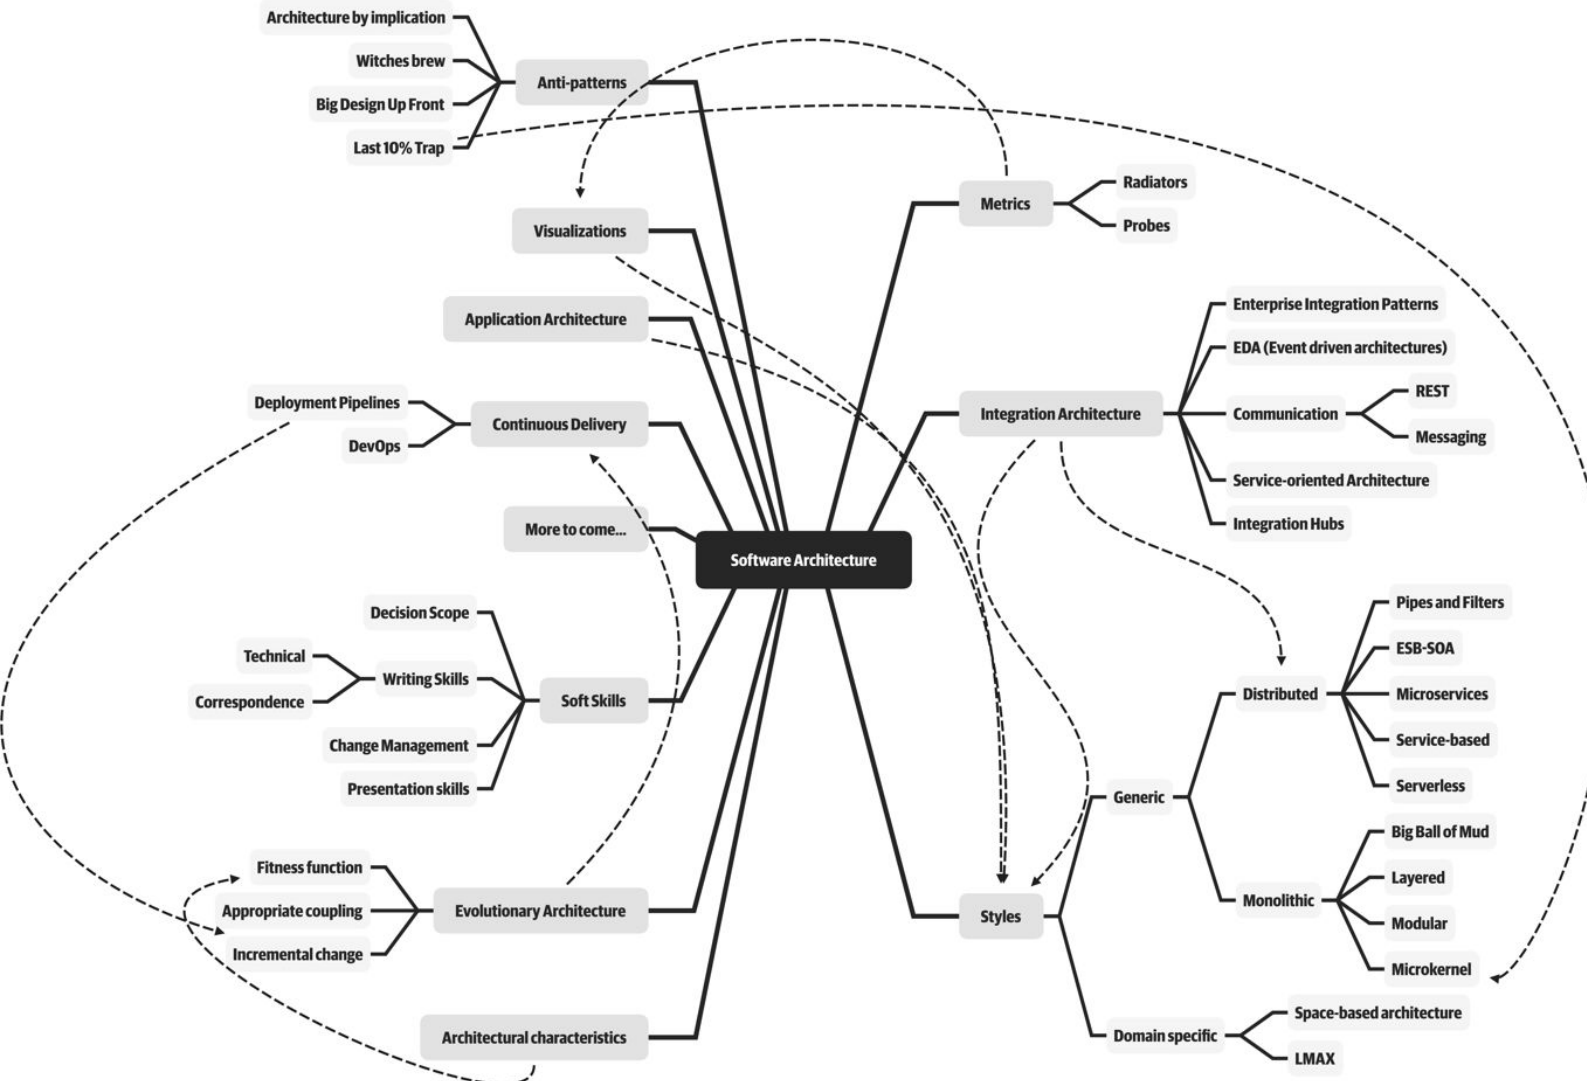 Architecture by implication
Witches brew
Big Design Up Front
Last 10% Trap
Anti-patterns
Visualizations
Application Architecture
Deployment Pipelines
DevOps
Continuous Delivery
More to come...
Software Architecture
Decision Scope
Technical
Correspondence
Writing Skills
Change Management
Presentation skills
Soft Skills
Fitness function
Appropriate coupling
Incremental change
Evolutionary Architecture
Architectural characteristics
Metrics
Radiators
Probes
Integration Architecture
Enterprise Integration Patterns
EDA (Event driven architectures)
Communication
REST
Messaging
Service-oriented Architecture
Integration Hubs
Styles
Generic
Distributed
Pipes and Filters
ESB-SOA
Microservices
Service-based
Serverless
Monolithic
Big Ball of Mud
Layered
Modular
Microkernel
Domain specific
Space-based architecture
LMAX